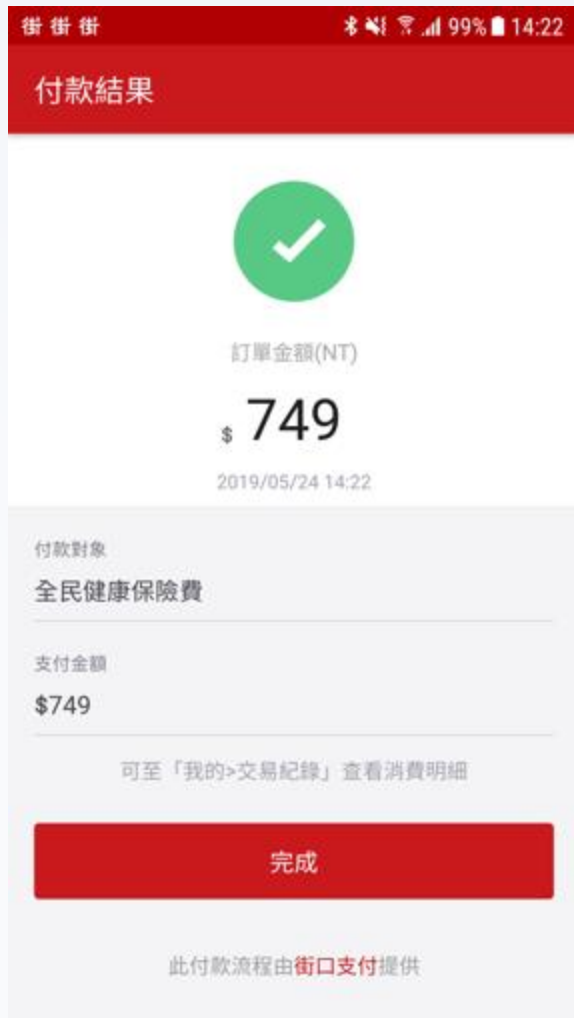 街 街 街 99% 14:22
付款結果
訂單金額(NT)
$ 749
2019/05/24 14:22
付款對象
全民健康保險費
支付金額
$749
可至「我的>交易紀錄」查看消費明細
完成
此付款流程由街口支付提供